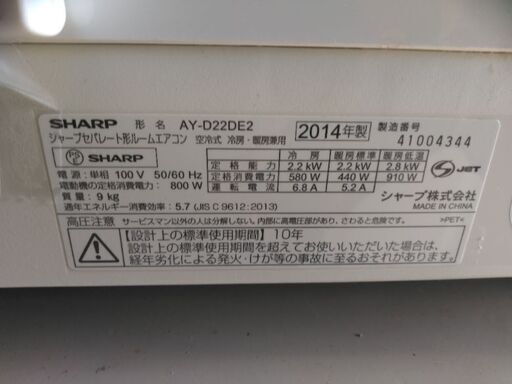 SHARP 形名 AY-D22DE2 2014年製 製造番号
シャープセパレート形ルームエアコン 空冷式 冷房・暖房兼用 41004344
PS E SHARP 冷房 暖房標準 暖房低温
定格能力 2.2 kW 2.2 kW 2.8 kW S JET
電源:単相 100 V 50/60 Hz 定格消費電力 580 W 440 W 910 W
電動機の定格消費電力: 800 W 運転電流 6.8 A 5.2 A
質量:9 kg シャープ株式会社
通年エネルギー消費効率:5.7 (JIS C 9612:2013) MADE IN CHINA
高圧注意 サービスマン以外の人は分解しないでください。内部に高電圧部があり、さわると危険です。 >PET<
【設計上の標準使用期間】10年
設計上の標準使用期間を超えてお使いいただいた場合は、
経年劣化による発火・けが等の事故に至るおそれがあります。